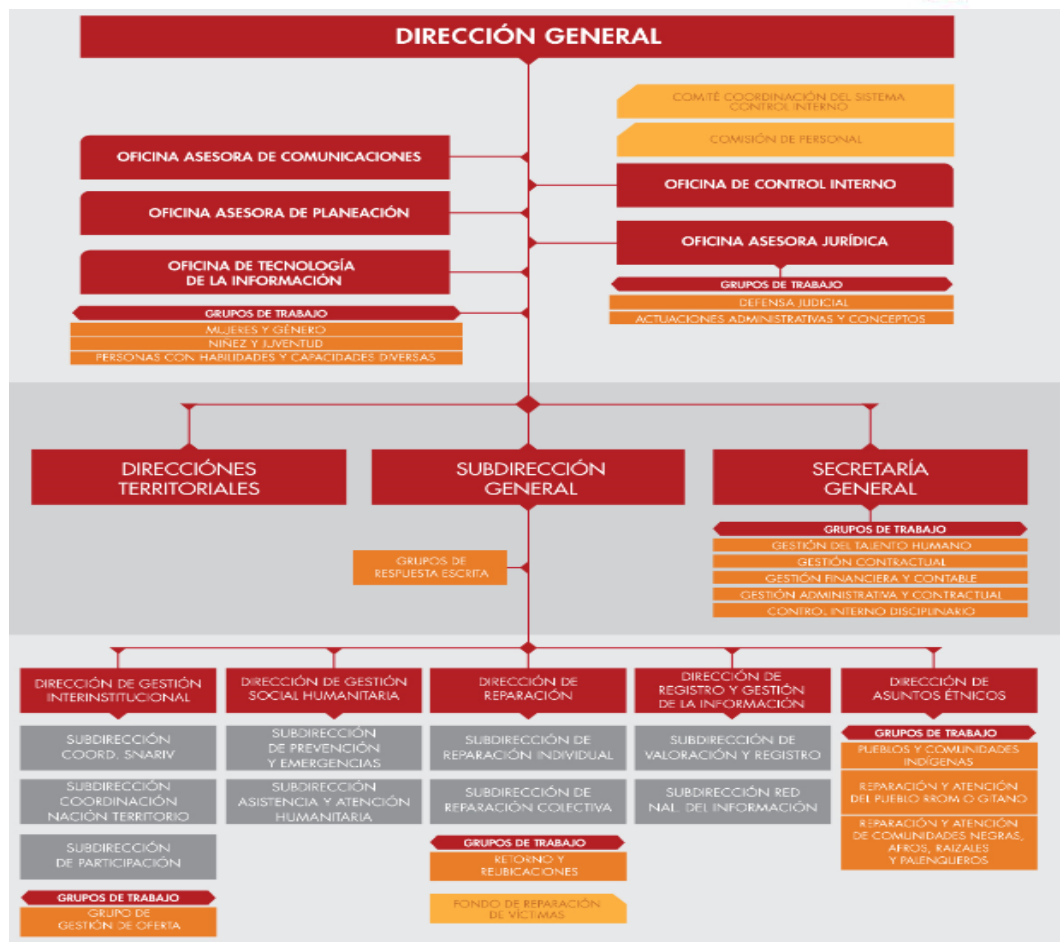 DIRECCIÓN GENERAL
COMITÉ COORDINACIÓN DEL SISTEMA
CONTROL INTERNO
COMISIÓN DE PERSONAL
OFICINA ASESORA DE COMUNICACIONES
OFICINA DE CONTROL INTERNO
OFICINA ASESORA DE PLANEACIÓN
OFICINA ASESORA JURÍDICA
OFICINA DE TECNOLOGÍA
DE LA INFORMACIÓN
GRUPOS DE TRABAJO
DEFENSA JUDICIAL
ACTUACIONES ADMINISTRATIVAS Y CONCEPTOS
GRUPOS DE TRABAJO
MUJERES Y GÉNERO
NIÑEZ Y JUVENTUD
PERSONAS CON HABILIDADES Y CAPACIDADES DIVERSAS
DIRECCIÓNES
TERRITORIALES
SUBDIRECCIÓN
GENERAL
SECRETARÍA
GENERAL
GRUPOS DE TRABAJO
GESTIÓN DEL TALENTO HUMANO
GESTIÓN CONTRACTUAL
GESTIÓN FINANCIERA Y CONTABLE
GESTIÓN ADMINISTRATIVA Y CONTRACTUAL
CONTROL INTERNO DISCIPLINARIO
GRUPOS DE
RESPUESTA ESCRITA
DIRECCIÓN DE GESTIÓN
INTERINSTITUCIONAL
SUBDIRECCIÓN
COORD. SNARIV
SUBDIRECCIÓN
COORDINACIÓN
NACIÓN TERRITORIO
SUBDIRECCIÓN
DE PARTICIPACIÓN
GRUPOS DE TRABAJO
GRUPO DE
GESTIÓN DE OFERTA
DIRECCIÓN DE GESTIÓN
SOCIAL HUMANITARIA
SUBDIRECCIÓN
DE PREVENCIÓN
Y EMERGENCIAS
SUBDIRECCIÓN
ASISTENCIA Y ATENCIÓN
HUMANITARIA
DIRECCIÓN DE
REPARACIÓN
SUBDIRECCIÓN DE
REPARACIÓN INDIVIDUAL
SUBDIRECCIÓN DE
REPARACIÓN COLECTIVA
GRUPOS DE TRABAJO
RETORNO Y
REUBICACIONES
FONDO DE REPARACIÓN
DE VÍCTIMAS
DIRECCIÓN DE
REGISTRO Y GESTIÓN
DE LA INFORMACIÓN
SUBDIRECCIÓN DE
VALORACIÓN Y REGISTRO
SUBDIRECCIÓN RED
NAL. DEL INFORMACIÓN
DIRECCIÓN DE
ASUNTOS ÉTNICOS
GRUPOS DE TRABAJO
PUEBLOS Y COMUNIDADES
INDÍGENAS
REPARACIÓN Y ATENCIÓN
DEL PUEBLO RROM O GITANO
REPARACIÓN Y ATENCIÓN
DE COMUNIDADES NEGRAS,
AFROS, RAIZALES
Y PALENQUEROS